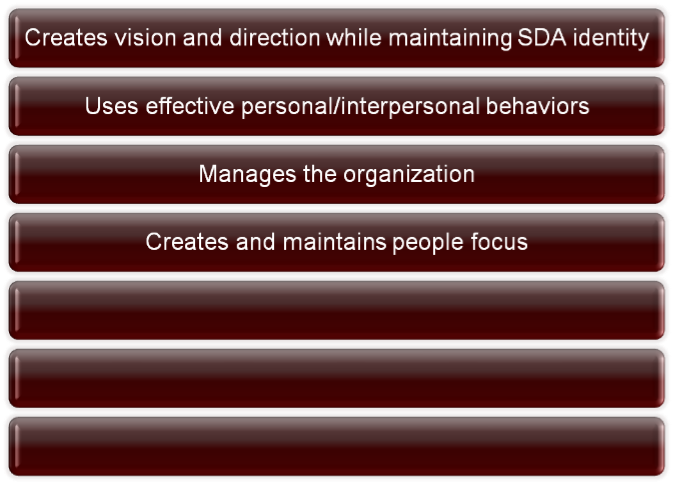 Creates vision and direction while maintaining SDA identity
Uses effective personal/interpersonal behaviors
Manages the organization
Creates and maintains people focus